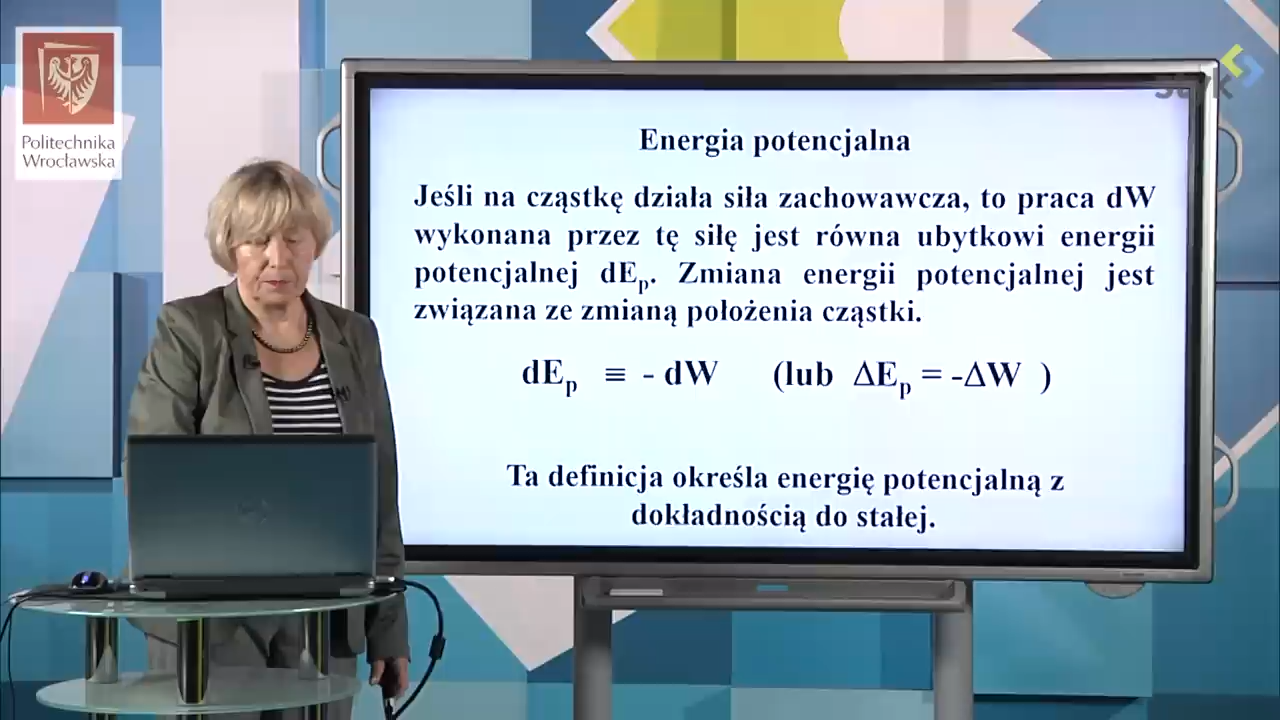 Politechnika
Wrocławska
Energia potencjalna
Jeśli na cząstkę działa siła zachowawcza, to praca dW
wykonana przez tę siłę jest równa ubytkowi energii
potencjalnej dEp. Zmiana energii potencjalnej jest
związana ze zmianą położenia cząstki.
dEp ≡ - dW (lub ΔEp = -ΔW )
Ta definicja określa energię potencjalną z
dokładnością do stałej.